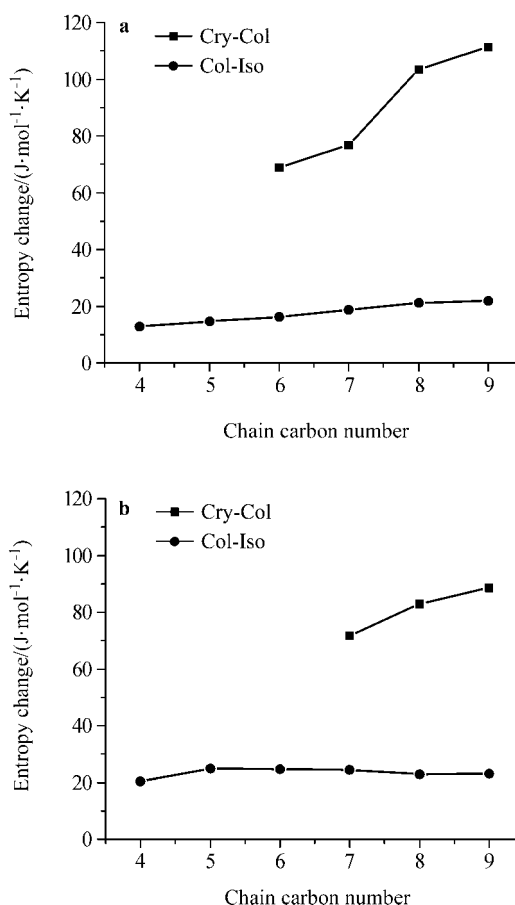 a
Cry-Col
Col-Iso
Entropy change/(J·mol⁻¹·K⁻¹)
120
100
80
60
40
20
0
4 5 6 7 8 9
Chain carbon number
b
Cry-Col
Col-Iso
Entropy change/(J·mol⁻¹·K⁻¹)
120
100
80
60
40
20
0
4 5 6 7 8 9
Chain carbon number